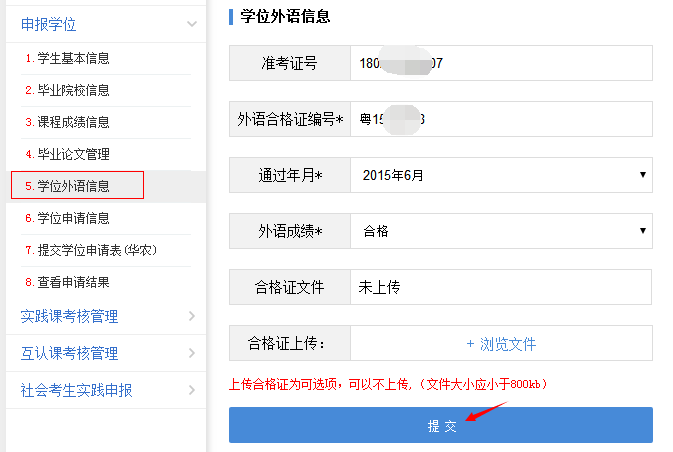 申报学位
1. 学生基本信息
2. 毕业院校信息
3. 课程成绩信息
4. 毕业论文管理
5. 学位外语信息
6. 学位申请信息
7. 提交学位申请表(华农)
8. 查看申请结果
实践课考核管理
互认课考核管理
社会考生实践申报
学位外语信息
准考证号 180 07
外语合格证编号* 粤15 3
通过年月* 2015年6月
外语成绩* 合格
合格证文件 未上传
合格证上传： + 浏览文件
上传合格证为可选项，可以不上传,（文件大小应小于800kb）
提 交